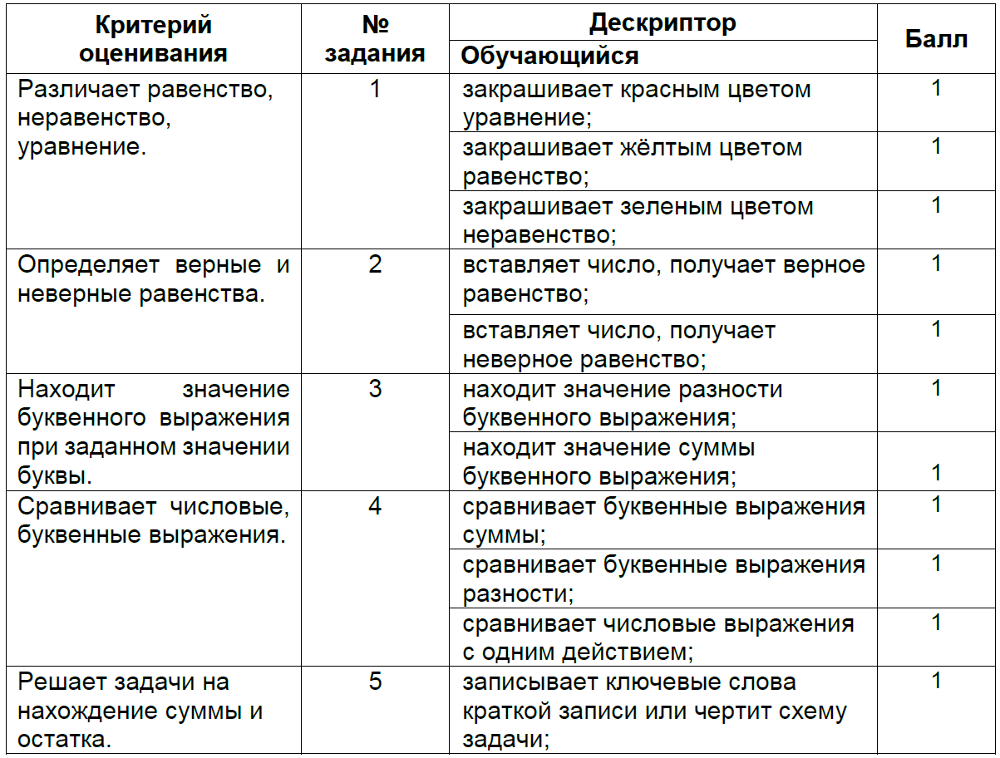 Критерий оценивания
№ задания
Дескриптор
Балл
Обучающийся
Различает равенство,
неравенство,
уравнение.
1
закрашивает красным цветом
уравнение;
1
закрашивает жёлтым цветом
равенство;
1
закрашивает зеленым цветом
неравенство;
1
Определяет верные и
неверные равенства.
2
вставляет число, получает верное
равенство;
1
вставляет число, получает
неверное равенство;
1
Находит значение
буквенного выражения
при заданном значении
буквы.
3
находит значение разности
буквенного выражения;
1
находит значение суммы
буквенного выражения;
1
Сравнивает числовые,
буквенные выражения.
4
сравнивает буквенные выражения
суммы;
1
сравнивает буквенные выражения
разности;
1
сравнивает числовые выражения
с одним действием;
1
Решает задачи на
нахождение суммы и
остатка.
5
записывает ключевые слова
краткой записи или чертит схему
задачи;
1